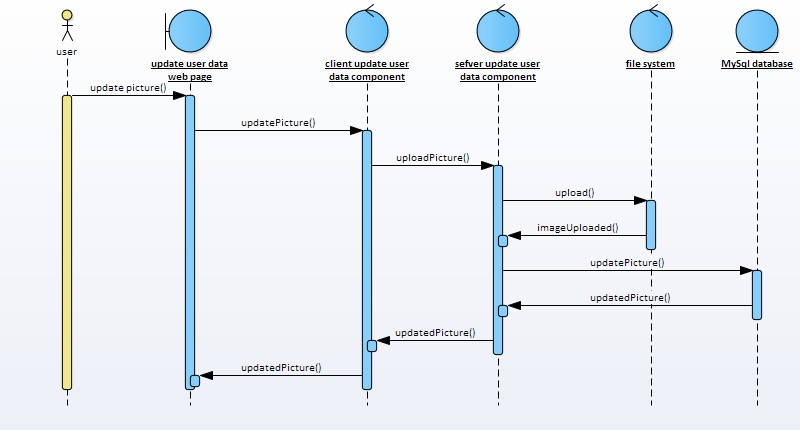 user
update user data
web page
client update user
data component
sefver update user
data component
file system
MySql database
update picture()
updatePicture()
uploadPicture()
upload()
imageUploaded()
updatePicture()
updatedPicture()
updatedPicture()
updatedPicture()